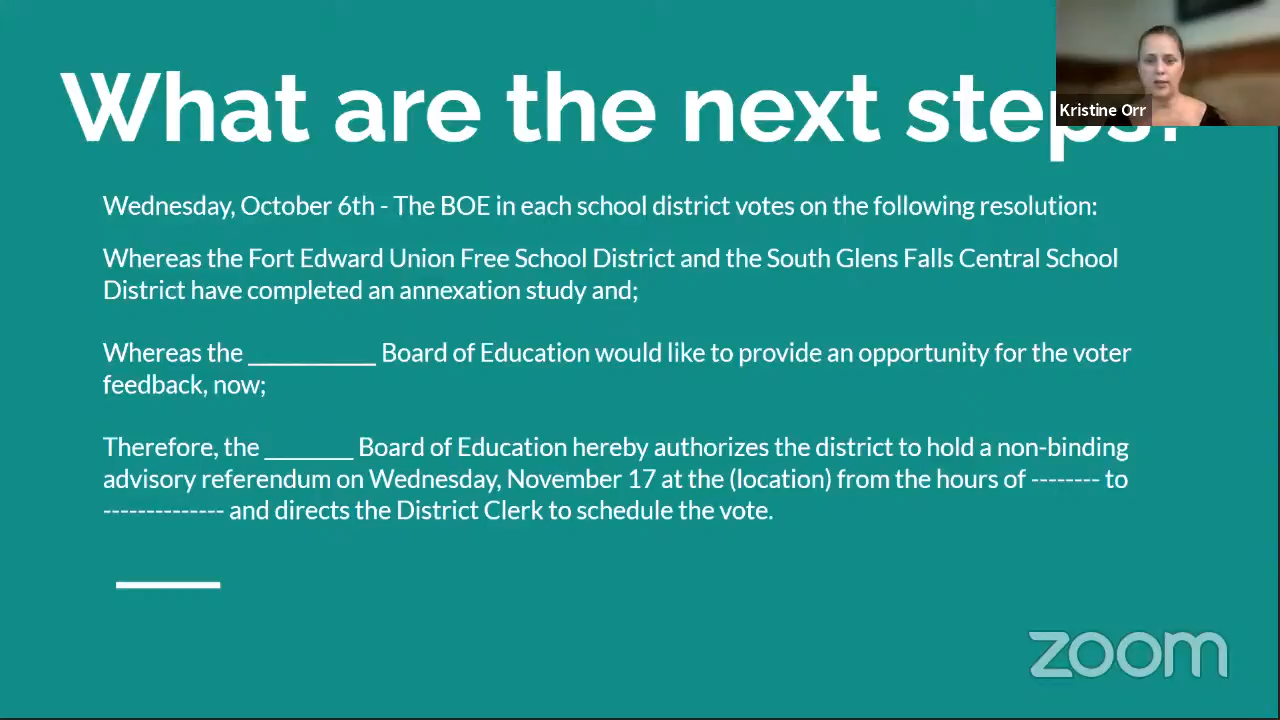 What are the next steps?
Kristine Orr
Wednesday, October 6th - The BOE in each school district votes on the following resolution:
Whereas the Fort Edward Union Free School District and the South Glens Falls Central School
District have completed an annexation study and;
Whereas the __________ Board of Education would like to provide an opportunity for the voter
feedback, now;
Therefore, the _______ Board of Education hereby authorizes the district to hold a non-binding
advisory referendum on Wednesday, November 17 at the (location) from the hours of -------- to
-------------- and directs the District Clerk to schedule the vote.
zoom